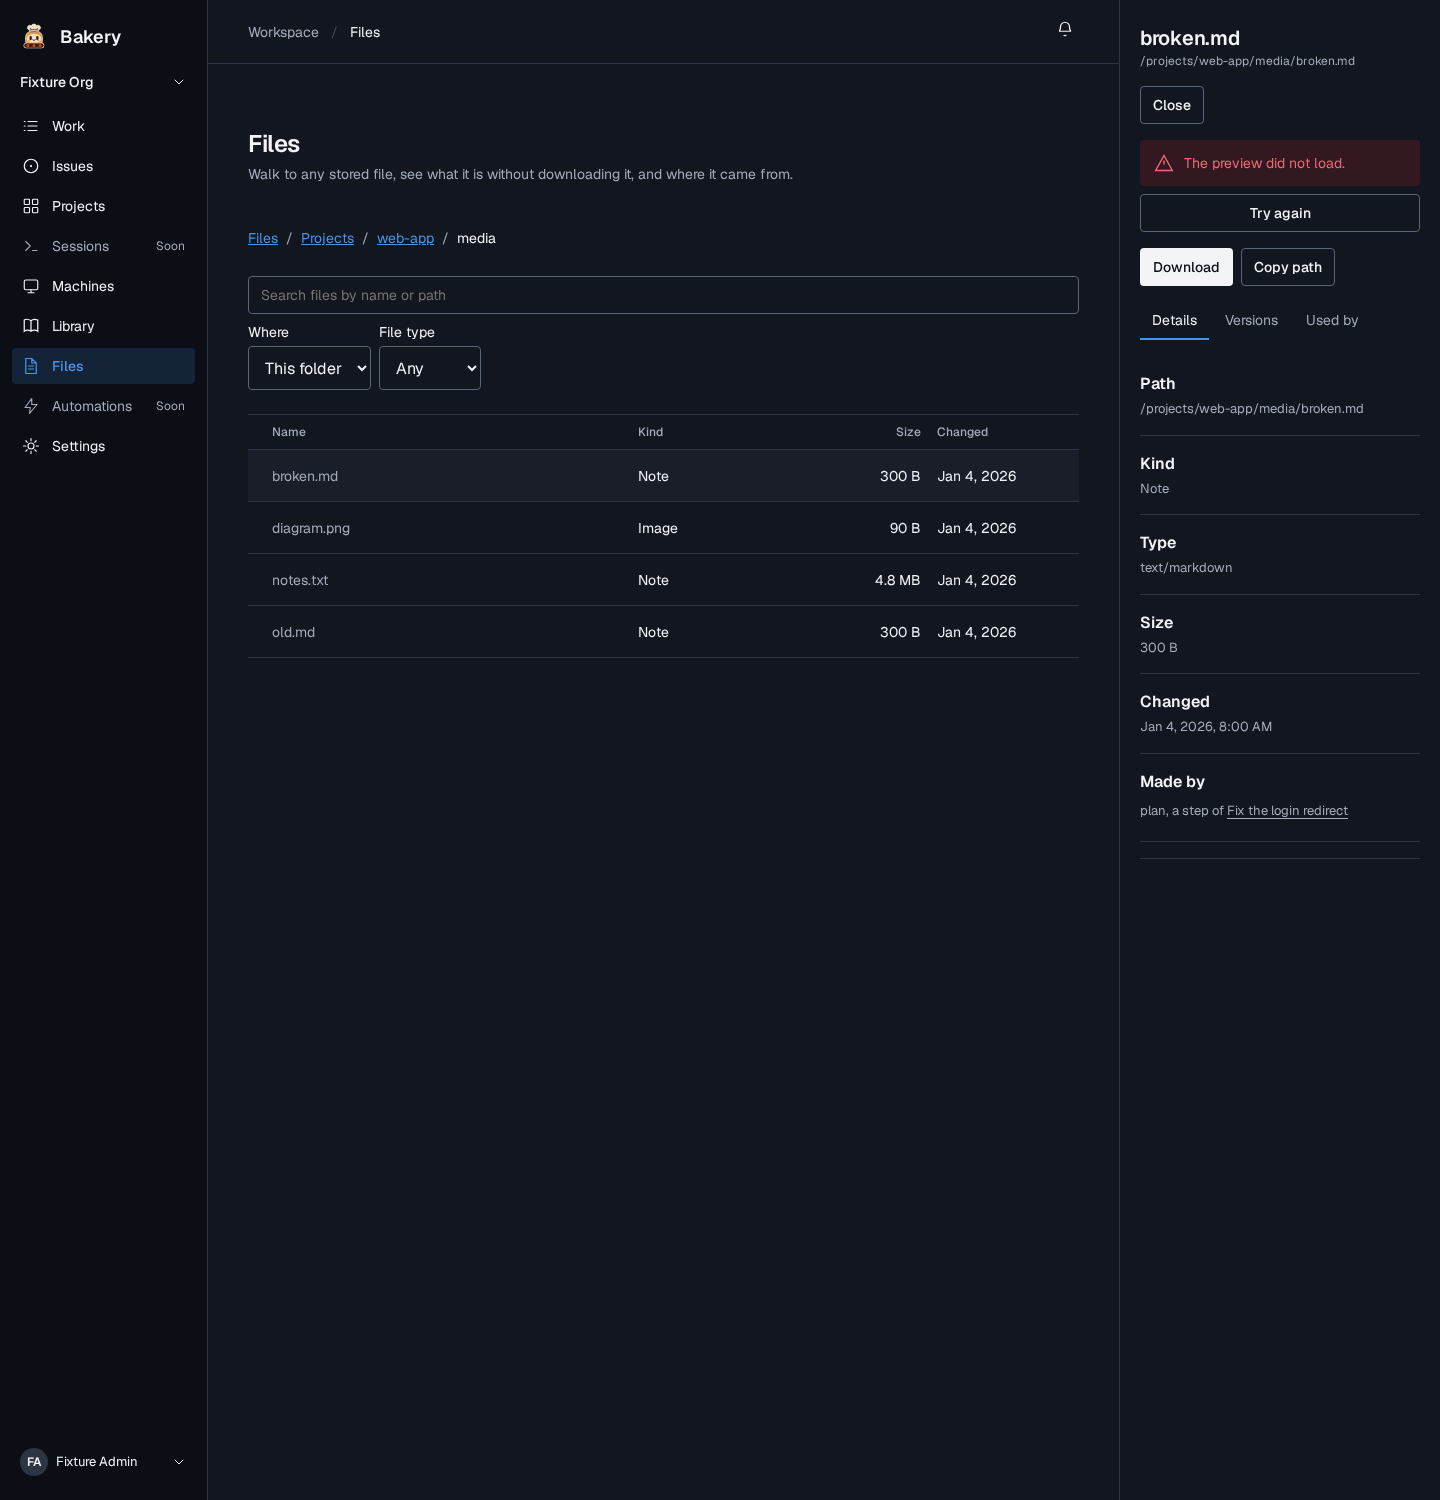 Bakery
Fixture Org
Work
Issues
Projects
Sessions Soon
Machines
Library
Files
Automations Soon
Settings
FA Fixture Admin
Workspace / Files
Files
Walk to any stored file, see what it is without downloading it, and where it came from.
Files / Projects / web-app / media
Search files by name or path
Where File type
This folder Any
Name Kind Size Changed
broken.md Note 300 B Jan 4, 2026
diagram.png Image 90 B Jan 4, 2026
notes.txt Note 4.8 MB Jan 4, 2026
old.md Note 300 B Jan 4, 2026
broken.md
/projects/web-app/media/broken.md
Close
The preview did not load.
Try again
Download Copy path
Details Versions Used by
Path
/projects/web-app/media/broken.md
Kind
Note
Type
text/markdown
Size
300 B
Changed
Jan 4, 2026, 8:00 AM
Made by
plan, a step of Fix the login redirect